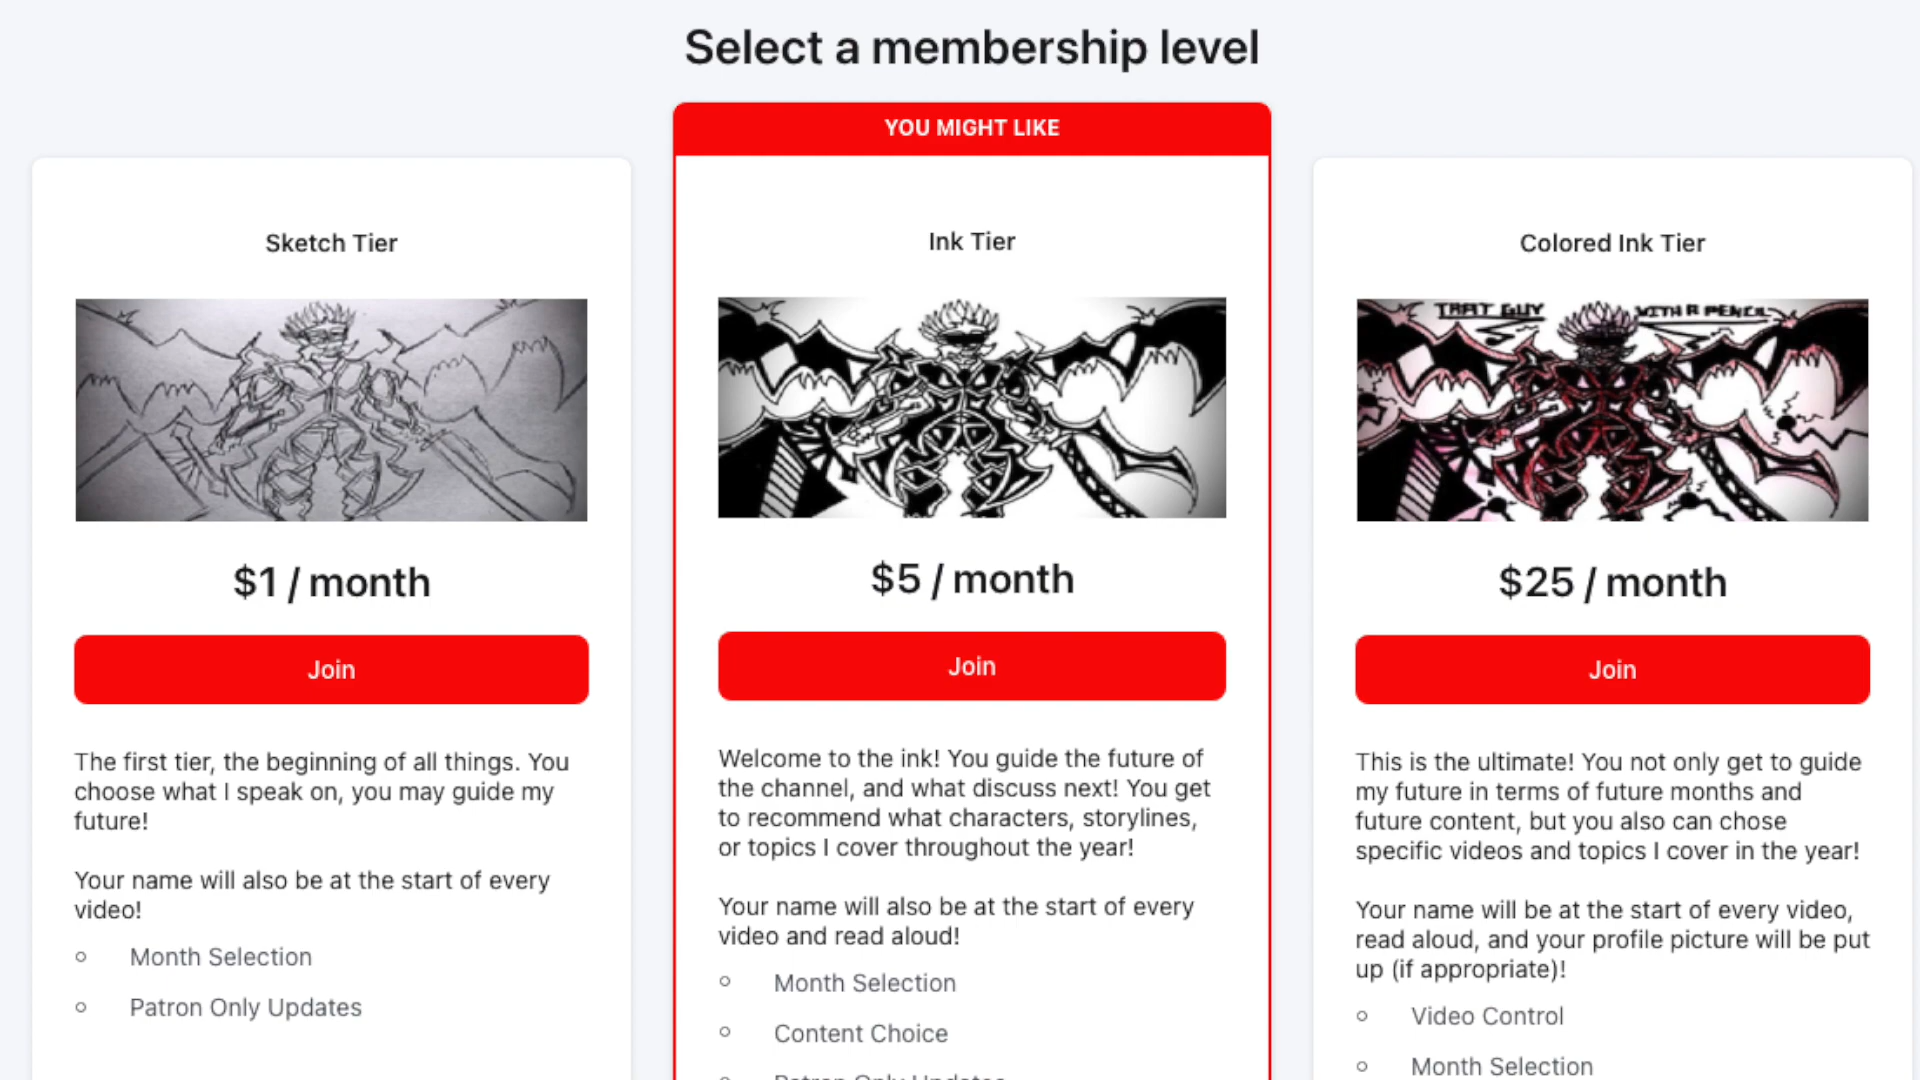 Select a membership level
YOU MIGHT LIKE
Sketch Tier
$1 / month
Join
The first tier, the beginning of all things. You
choose what I speak on, you may guide my
future!
Your name will also be at the start of every
video!
Month Selection
Patron Only Updates
Ink Tier
$5 / month
Join
Welcome to the ink! You guide the future of
the channel, and what discuss next! You get
to recommend what characters, storylines,
or topics I cover throughout the year!
Your name will also be at the start of every
video and read aloud!
Month Selection
Content Choice
Patron Only Updates
Colored Ink Tier
THAT GUY WITH A PENCIL
$25 / month
Join
This is the ultimate! You not only get to guide
my future in terms of future months and
future content, but you also can chose
specific videos and topics I cover in the year!
Your name will be at the start of every video,
read aloud, and your profile picture will be put
up (if appropriate)!
Video Control
Month Selection